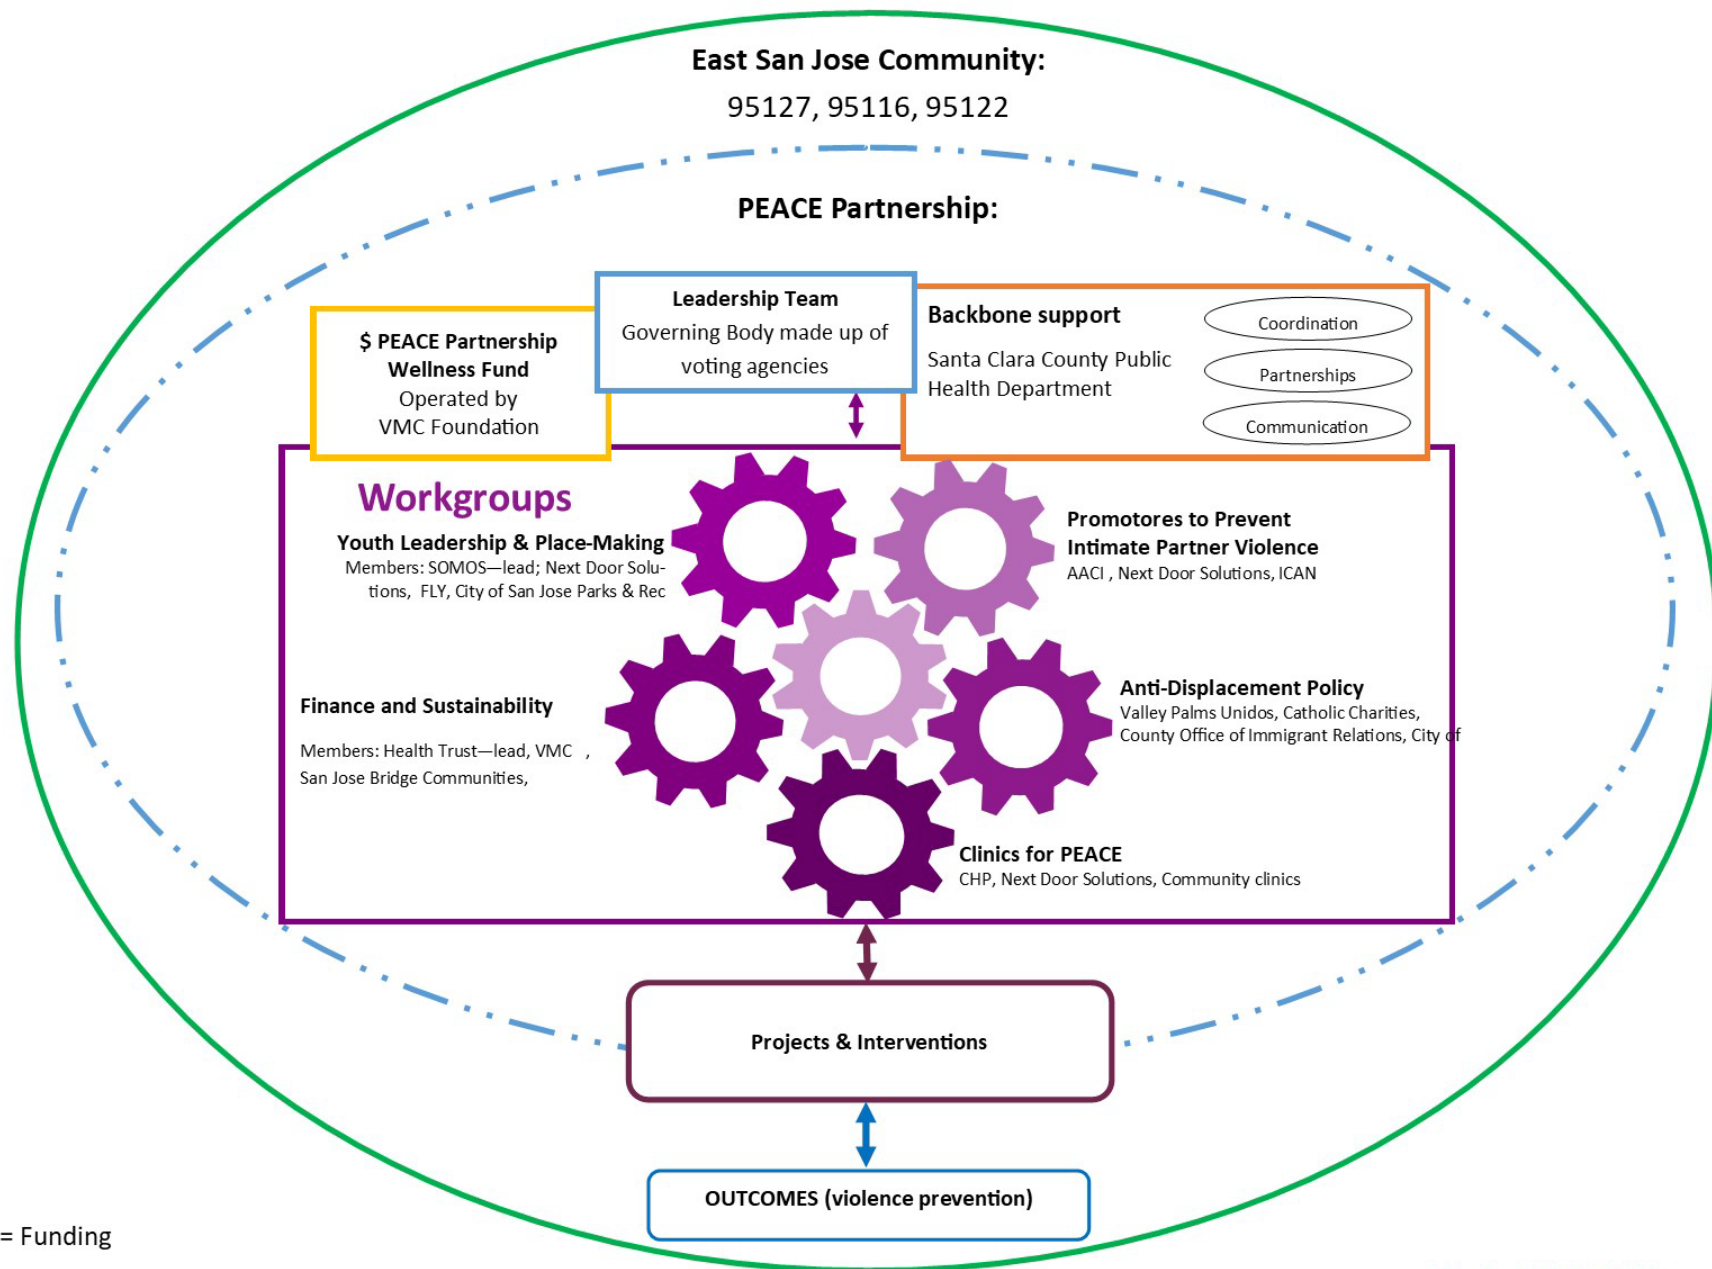 East San Jose Community:
95127, 95116, 95122
PEACE Partnership:
$ PEACE Partnership
Wellness Fund
Operated by
VMC Foundation
Leadership Team
Governing Body made up of
voting agencies
Backbone support
Santa Clara County Public
Health Department
Coordination
Partnerships
Communication
Workgroups
Youth Leadership & Place-Making
Members: SOMOS—lead; Next Door Solu-
tions, FLY, City of San Jose Parks & Rec
Promotores to Prevent
Intimate Partner Violence
AACI , Next Door Solutions, ICAN
Finance and Sustainability
Members: Health Trust—lead, VMC ,
San Jose Bridge Communities,
Anti-Displacement Policy
Valley Palms Unidos, Catholic Charities,
County Office of Immigrant Relations, City of
Clinics for PEACE
CHP, Next Door Solutions, Community clinics
Projects & Interventions
OUTCOMES (violence prevention)
= Funding